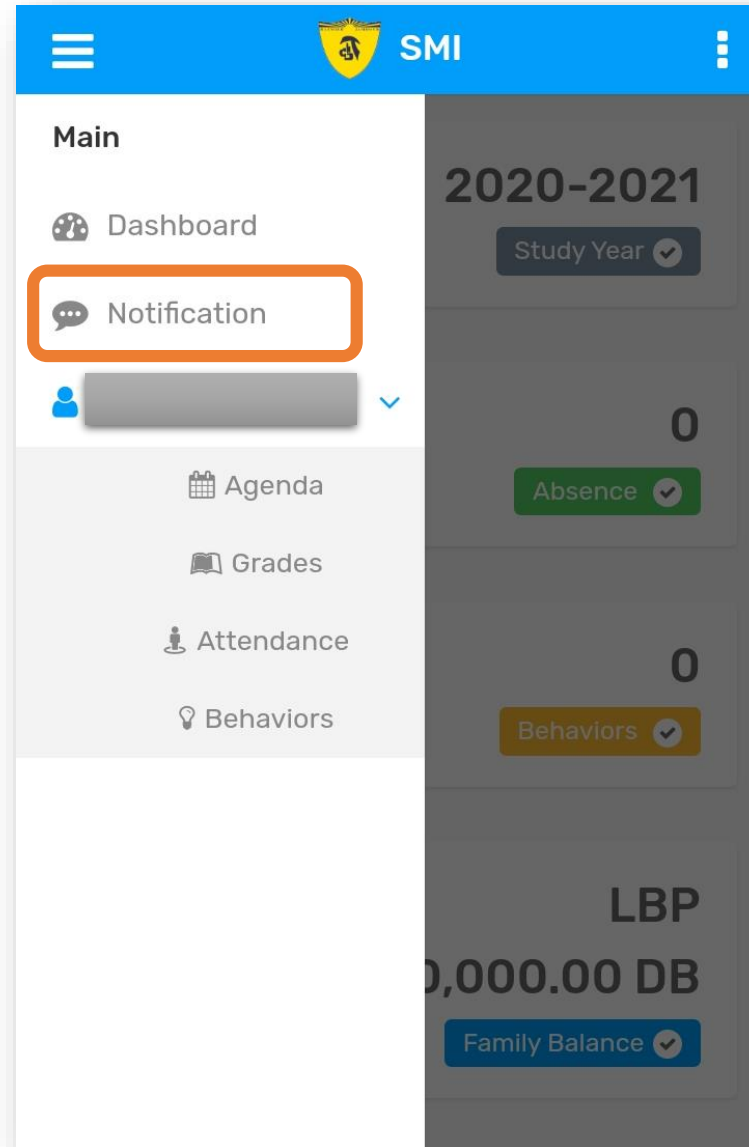 SMI
Main
Dashboard
Notification
Agenda
Grades
Attendance
Behaviors
2020-2021
Study Year
0
Absence
0
Behaviors
LBP
0,000.00 DB
Family Balance